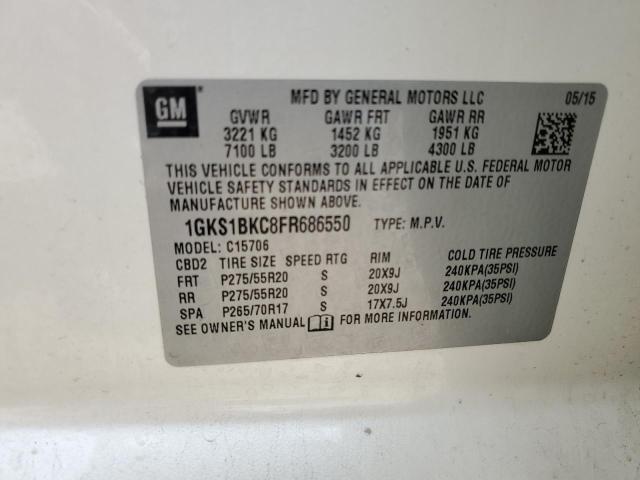 GM MFD BY GENERAL MOTORS LLC 05/15
GVWR GAWR FRT GAWR RR
3221 KG 1452 KG 1951 KG
7100 LB 3200 LB 4300 LB
THIS VEHICLE CONFORMS TO ALL APPLICABLE U.S. FEDERAL MOTOR
VEHICLE SAFETY STANDARDS IN EFFECT ON THE DATE OF
MANUFACTURE SHOWN ABOVE.
1GKS1BKC8FR686550 TYPE: M.P.V.
MODEL: C15706
CBD2 TIRE SIZE SPEED RTG RIM COLD TIRE PRESSURE
FRT P275/55R20 S 20X9J 240KPA(35PSI)
RR P275/55R20 S 20X9J 240KPA(35PSI)
SPA P265/70R17 S 17X7.5J 240KPA(35PSI)
SEE OWNER'S MANUAL FOR MORE INFORMATION.